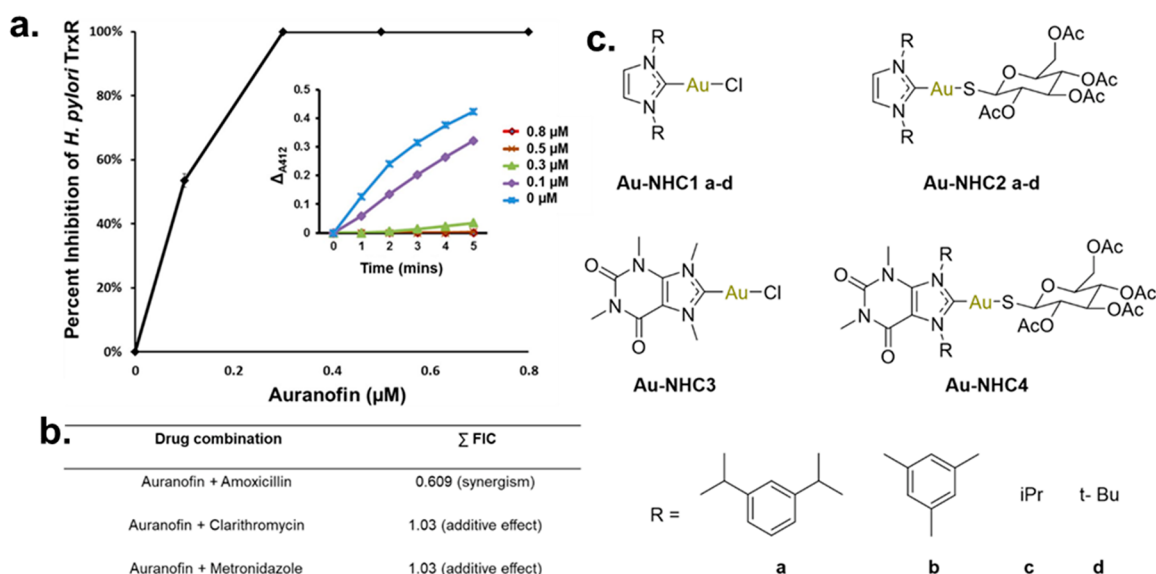 a.
Percent Inhibition of H. pylori TrxR
100%
80%
60%
40%
20%
0%
0
0.2
0.4
0.6
0.8
Auranofin (µM)
ΔA412
0.5
0.4
0.3
0.2
0.1
0
0 1 2 3 4 5
Time (mins)
0.8 µM
0.5 µM
0.3 µM
0.1 µM
0 µM
b.
Drug combination ∑ FIC
Auranofin + Amoxicillin 0.609 (synergism)
Auranofin + Clarithromycin 1.03 (additive effect)
Auranofin + Metronidazole 1.03 (additive effect)
c.
R
N
Au Cl
N
R
Au-NHC1 a-d
R
N
Au S
N
R
OAc
O
OAc
OAc
AcO
Au-NHC2 a-d
O
N
N
N
N
O
Au Cl
Au-NHC3
O
N
N
N
N
O
R
R
Au S
OAc
O
OAc
OAc
AcO
Au-NHC4
R =
iPr
t- Bu
a
b
c
d